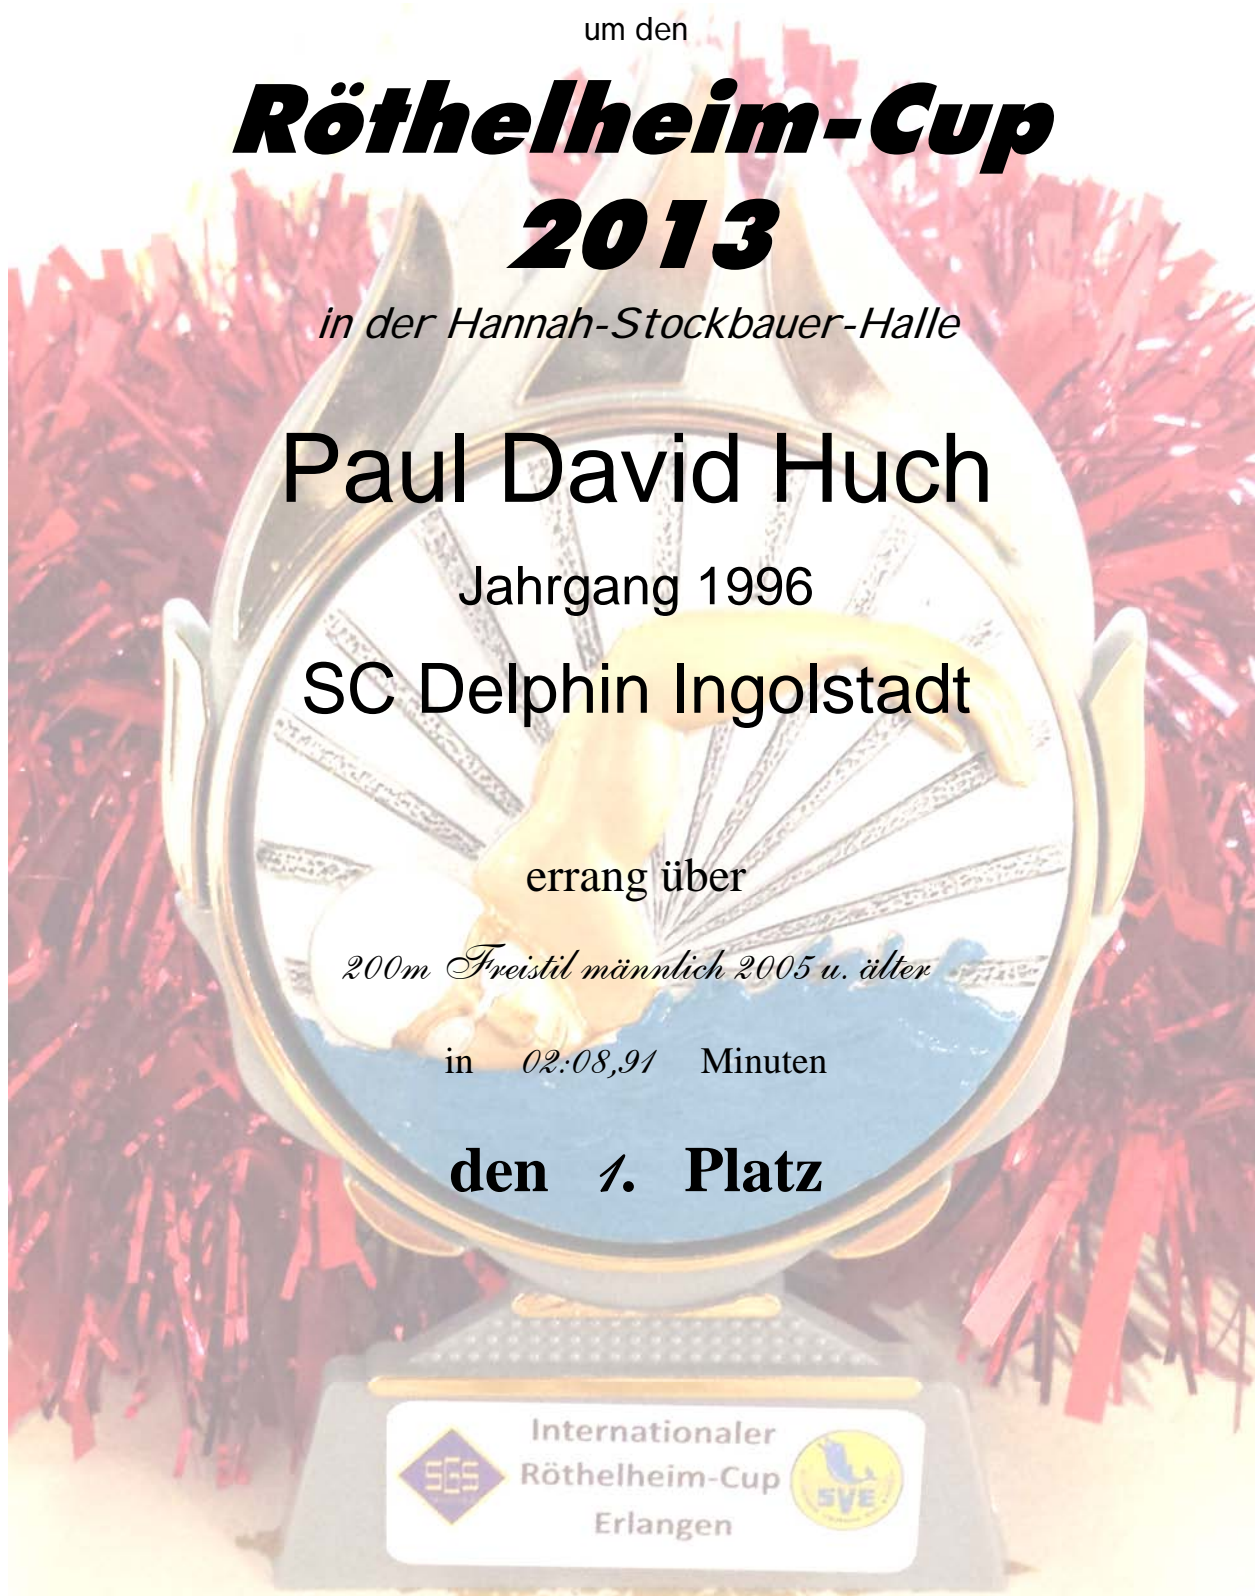 um den
Röthelheim-Cup
2013
in der Hannah-Stockbauer-Halle
Paul David Huch
Jahrgang 1996
SC Delphin Ingolstadt
errang über
200m Freistil männlich 2005 u. älter
in 02:08,91 Minuten
den 1. Platz
Internationaler
SGS Röthelheim-Cup SVE
Erlangen